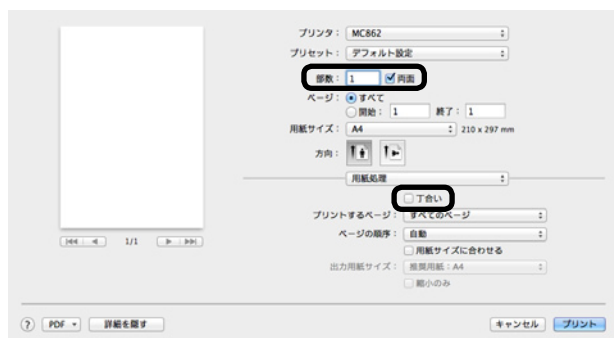 プリンタ： MC862
プリセット： デフォルト設定
部数： 1 両面
ページ： すべて
開始： 1 終了： 1
用紙サイズ： A4 210 x 297 mm
方向：
用紙処理
丁合い
プリントするページ： すべてのページ
ページの順序： 自動
用紙サイズに合わせる
出力用紙サイズ： 推奨用紙：A4
縮小のみ
1/1
? PDF 詳細を隠す キャンセル プリント